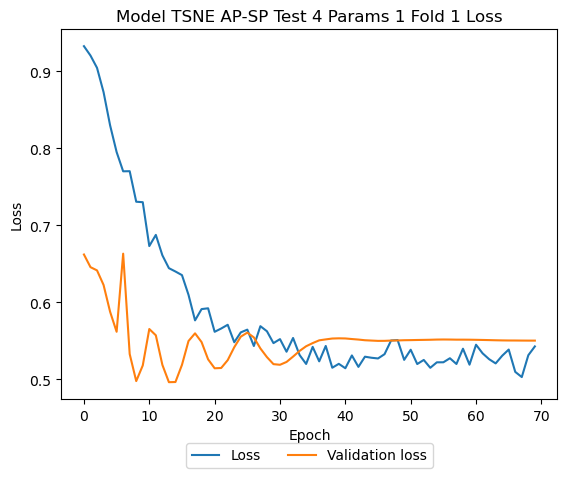 Model TSNE AP-SP Test 4 Params 1 Fold 1 Loss
0.9
0.8
0.7
0.6
0.5
Loss
0 10 20 30 40 50 60 70
Epoch
Loss Validation loss